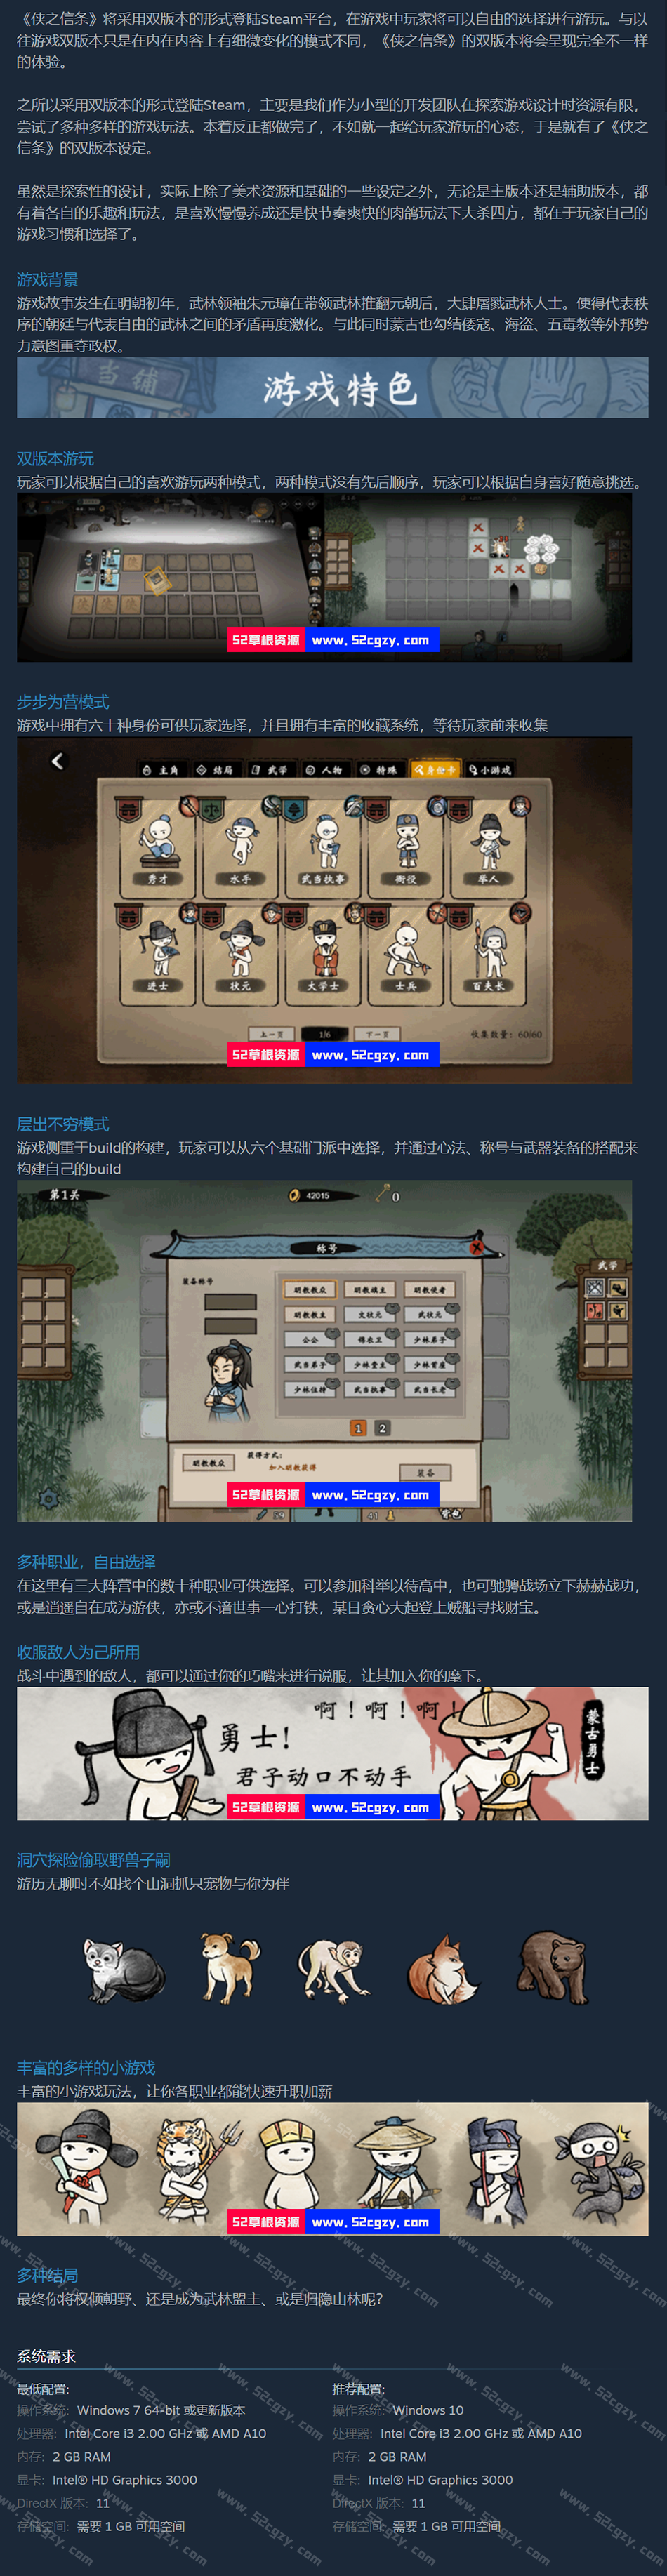 《侠之信条》将采用双版本的形式登陆Steam平台，在游戏中玩家将可以自由的选择进行游玩。与以
往游戏双版本只是在内在内容上有细微变化的模式不同，《侠之信条》的双版本将会呈现完全不一样
的体验。
之所以采用双版本的形式登陆Steam，主要是我们作为小型的开发团队在探索游戏设计时资源有限，
尝试了多种多样的游戏玩法。本着反正都做完了，不如就一起给玩家游玩的心态，于是就有了《侠之
信条》的双版本设定。
虽然是探索性的设计，实际上除了美术资源和基础的一些设定之外，无论是主版本还是辅助版本，都
有着各自的乐趣和玩法，是喜欢慢慢养成还是快节奏爽快的肉鸽玩法下大杀四方，都在于玩家自己的
游戏习惯和选择了。
游戏背景
游戏故事发生在明朝初年，武林领袖朱元璋在带领武林推翻元朝后，大肆屠戮武林人士。使得代表秩
序的朝廷与代表自由的武林之间的矛盾再度激化。与此同时蒙古也勾结倭寇、海盗、五毒教等外邦势
力意图重夺政权。
当铺
游戏特色
双版本游玩
玩家可以根据自己的喜欢游玩两种模式，两种模式没有先后顺序，玩家可以根据自身喜好随意挑选。
52草根资源 www.52cgzy.com
步步为营模式
游戏中拥有六十种身份可供玩家选择，并且拥有丰富的收藏系统，等待玩家前来收集
主角 结局 武学 人物 特殊 身份卡 小游戏
秀才 水手 武当执事 衙役 举人
进士 状元 大学士 士兵 百夫长
上一页 1/6 下一页 收集数量：60/60
52草根资源 www.52cgzy.com
层出不穷模式
游戏侧重于build的构建，玩家可以从六个基础门派中选择，并通过心法、称号与武器装备的搭配来
构建自己的build
第1关 42015 0
称号
武学
装备称号
明教教众 明教旗主 明教使者
明教教主 文状元 武状元
公公 锦衣卫 少林弟子
武当弟子 少林堂主 少林首座
少林住持 武当执事 武当长老
1 2
明教教众 获得方式：
加入明教获得
装备
52草根资源 www.52cgzy.com
59 41 背包
多种职业，自由选择
在这里有三大阵营中的数十种职业可供选择。可以参加科举以待高中，也可驰骋战场立下赫赫战功，
或是逍遥自在成为游侠，亦或不谙世事一心打铁，某日贪心大起登上贼船寻找财宝。
收服敌人为己所用
战斗中遇到的敌人，都可以通过你的巧嘴来进行说服，让其加入你的麾下。
啊！啊！啊！
勇士！
君子动口不动手
蒙古勇士
52草根资源 www.52cgzy.com
洞穴探险偷取野兽子嗣
游历无聊时不如找个山洞抓只宠物与你为伴
丰富的多样的小游戏
丰富的小游戏玩法，让你各职业都能快速升职加薪
52草根资源 www.52cgzy.com
多种结局
最终你将权倾朝野、还是成为武林盟主、或是归隐山林呢？
系统需求
最低配置:
操作系统: Windows 7 64-bit 或更新版本
处理器: Intel Core i3 2.00 GHz 或 AMD A10
内存: 2 GB RAM
显卡: Intel® HD Graphics 3000
DirectX 版本: 11
存储空间: 需要 1 GB 可用空间
推荐配置:
操作系统: Windows 10
处理器: Intel Core i3 2.00 GHz 或 AMD A10
内存: 2 GB RAM
显卡: Intel® HD Graphics 3000
DirectX 版本: 11
存储空间: 需要 1 GB 可用空间
www.52cgzy.com